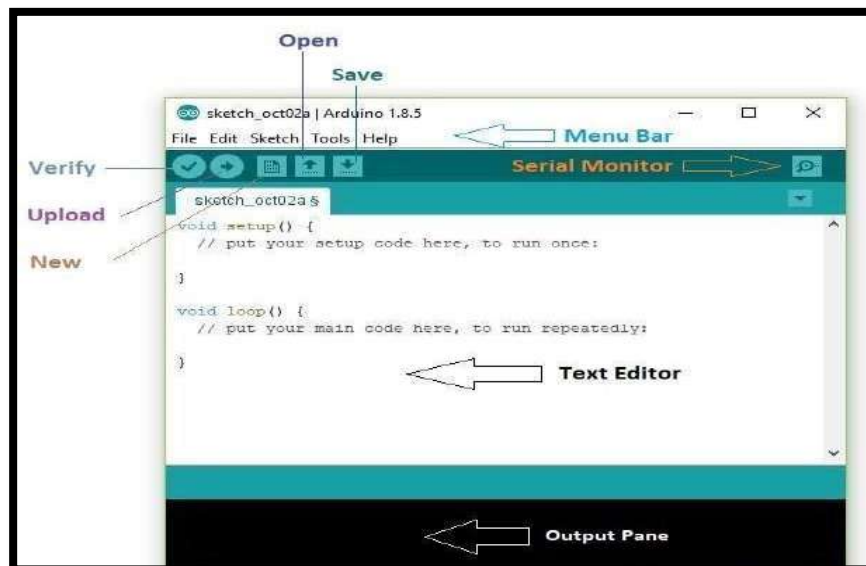 Open
Save
sketch_oct02a | Arduino 1.8.5
File Edit Sketch Tools Help
Menu Bar
Verify
Serial Monitor
Upload
sketch_oct02a §
New
void setup() {
// put your setup code here, to run once:
}
void loop() {
// put your main code here, to run repeatedly:
}
Text Editor
Output Pane